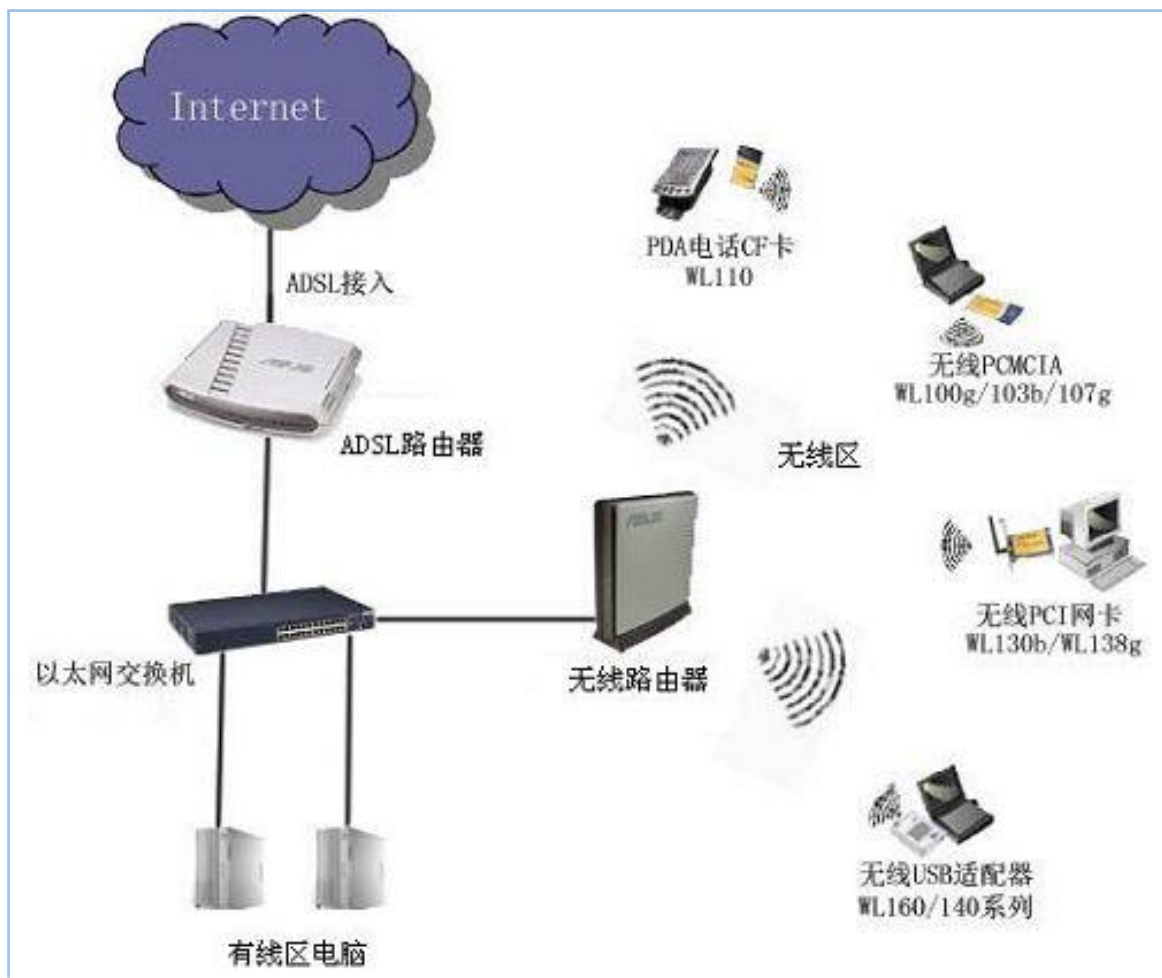 Internet
ADSL接入
ADSL路由器
以太网交换机
有线区电脑
无线路由器
无线区
PDA电话CF卡
WL110
无线PCMCIA
WL100g/103b/107g
无线PCI网卡
WL130b/WL138g
无线USB适配器
WL160/140系列